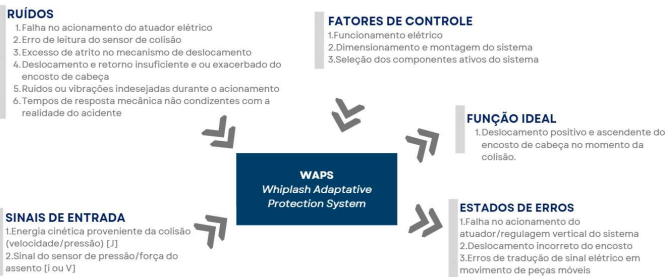 RUÍDOS
1.Falha no acionamento do atuador elétrico
2.Erro de leitura do sensor de colisão
3.Excesso de atrito no mecanismo de deslocamento
4.Deslocamento e retorno insuficiente e ou exacerbado do
encosto de cabeça
5.Ruídos ou vibrações indesejadas durante o acionamento
6.Tempos de resposta mecânica não condizentes com a
realidade do acidente
FATORES DE CONTROLE
1.Funcionamento elétrico
2.Dimensionamento e montagem do sistema
3.Seleção dos componentes ativos do sistema
FUNÇÃO IDEAL
1.Deslocamento positivo e ascendente do
encosto de cabeça no momento da
colisão.
WAPS
Whiplash Adaptative
Protection System
SINAIS DE ENTRADA
1.Energia cinética proveniente da colisão
(velocidade/pressão) [J]
2.Sinal do sensor de pressão/força do
assento [i ou V]
ESTADOS DE ERROS
1.Falha no acionamento do
atuador/regulagem vertical do sistema
2.Deslocamento incorreto do encosto
3.Erros de tradução de sinal elétrico em
movimento de peças móveis